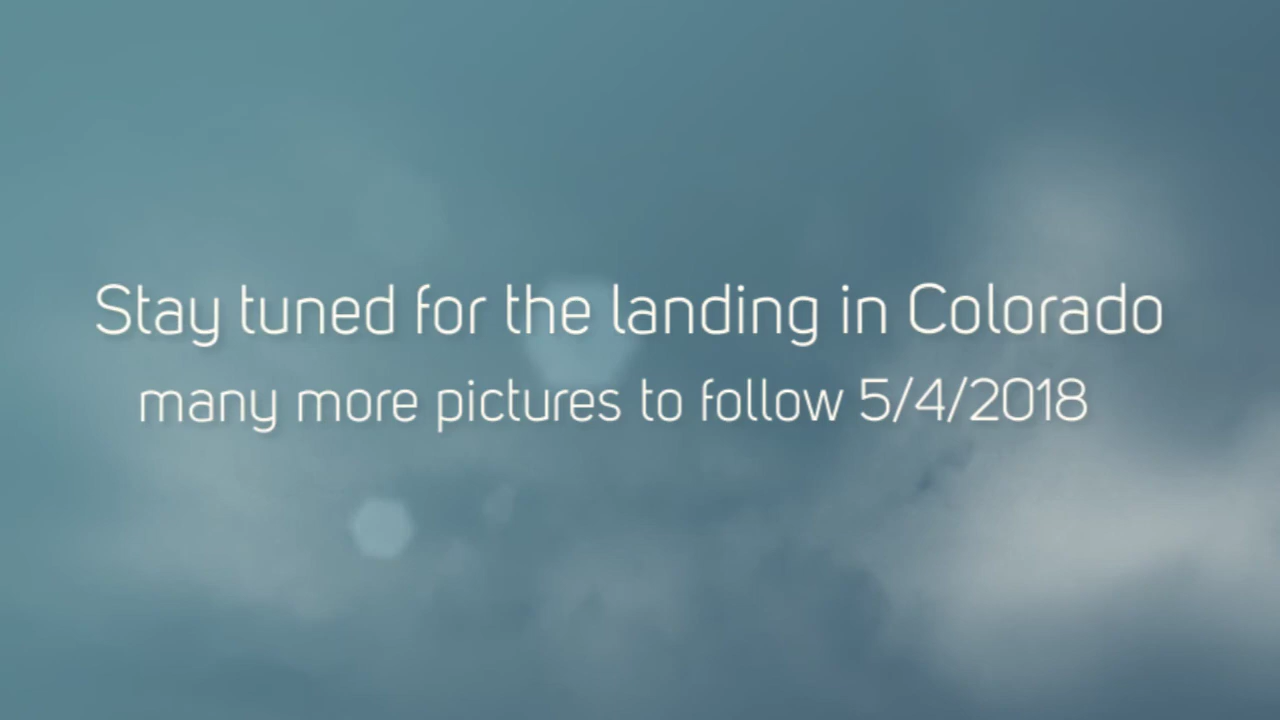 Stay tuned for the landing in Colorado
many more pictures to follow 5/4/2018